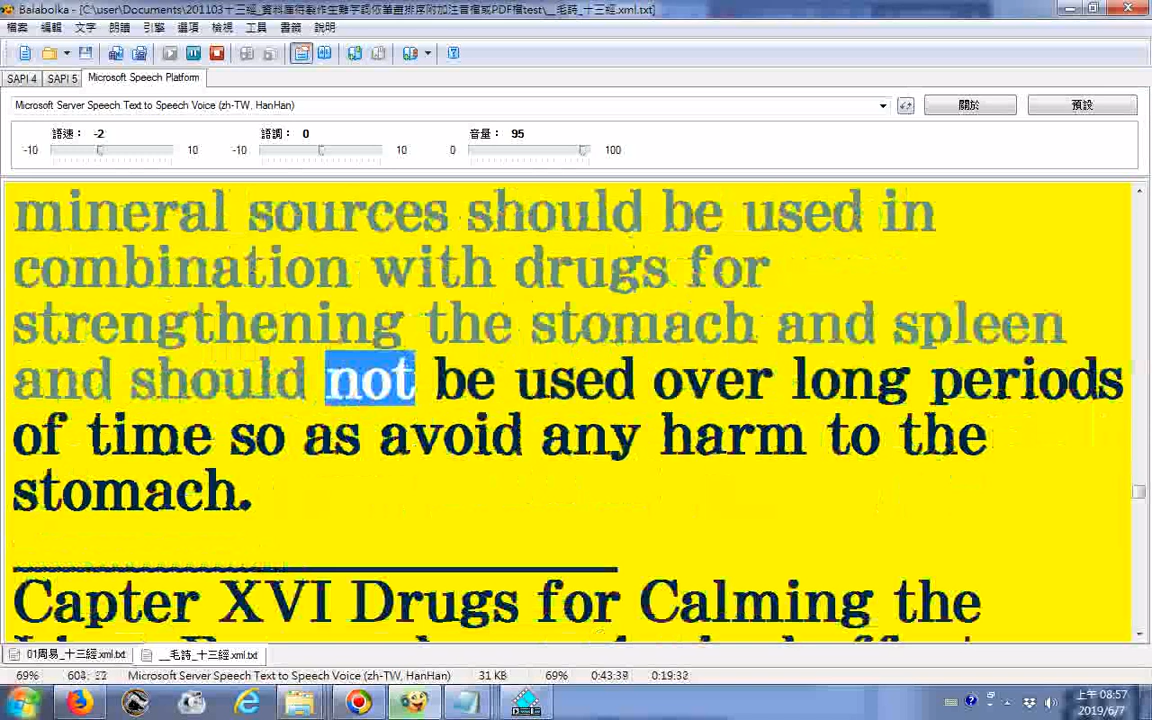 Balabolka - [C:\user\Documents\201103十三經_資料庫待製作生難字詞依筆畫排序附加注音檔或PDF檔test\__毛詩_十三經.xml.txt]
檔案 編輯 文字 朗讀 引擎 選項 檢視 工具 書籤 說明
SAPI 4 SAPI 5 Microsoft Speech Platform
Microsoft Server Speech Text to Speech Voice (zh-TW, HanHan) 關於 預設
語速： -2 語調： 0 音量： 95
-10 10 -10 10 0 100
mineral sources should be used in
combination with drugs for
strengthening the stomach and spleen
and should not be used over long periods
of time so as avoid any harm to the
stomach.
Capter XVI Drugs for Calming the
01周易_十三經.xml.txt __毛詩_十三經.xml.txt
69% Microsoft Server Speech Text to Speech Voice (zh-TW, HanHan) 31 KB 69% 0:43:39 0:19:32
上午 08:57
2019/6/7